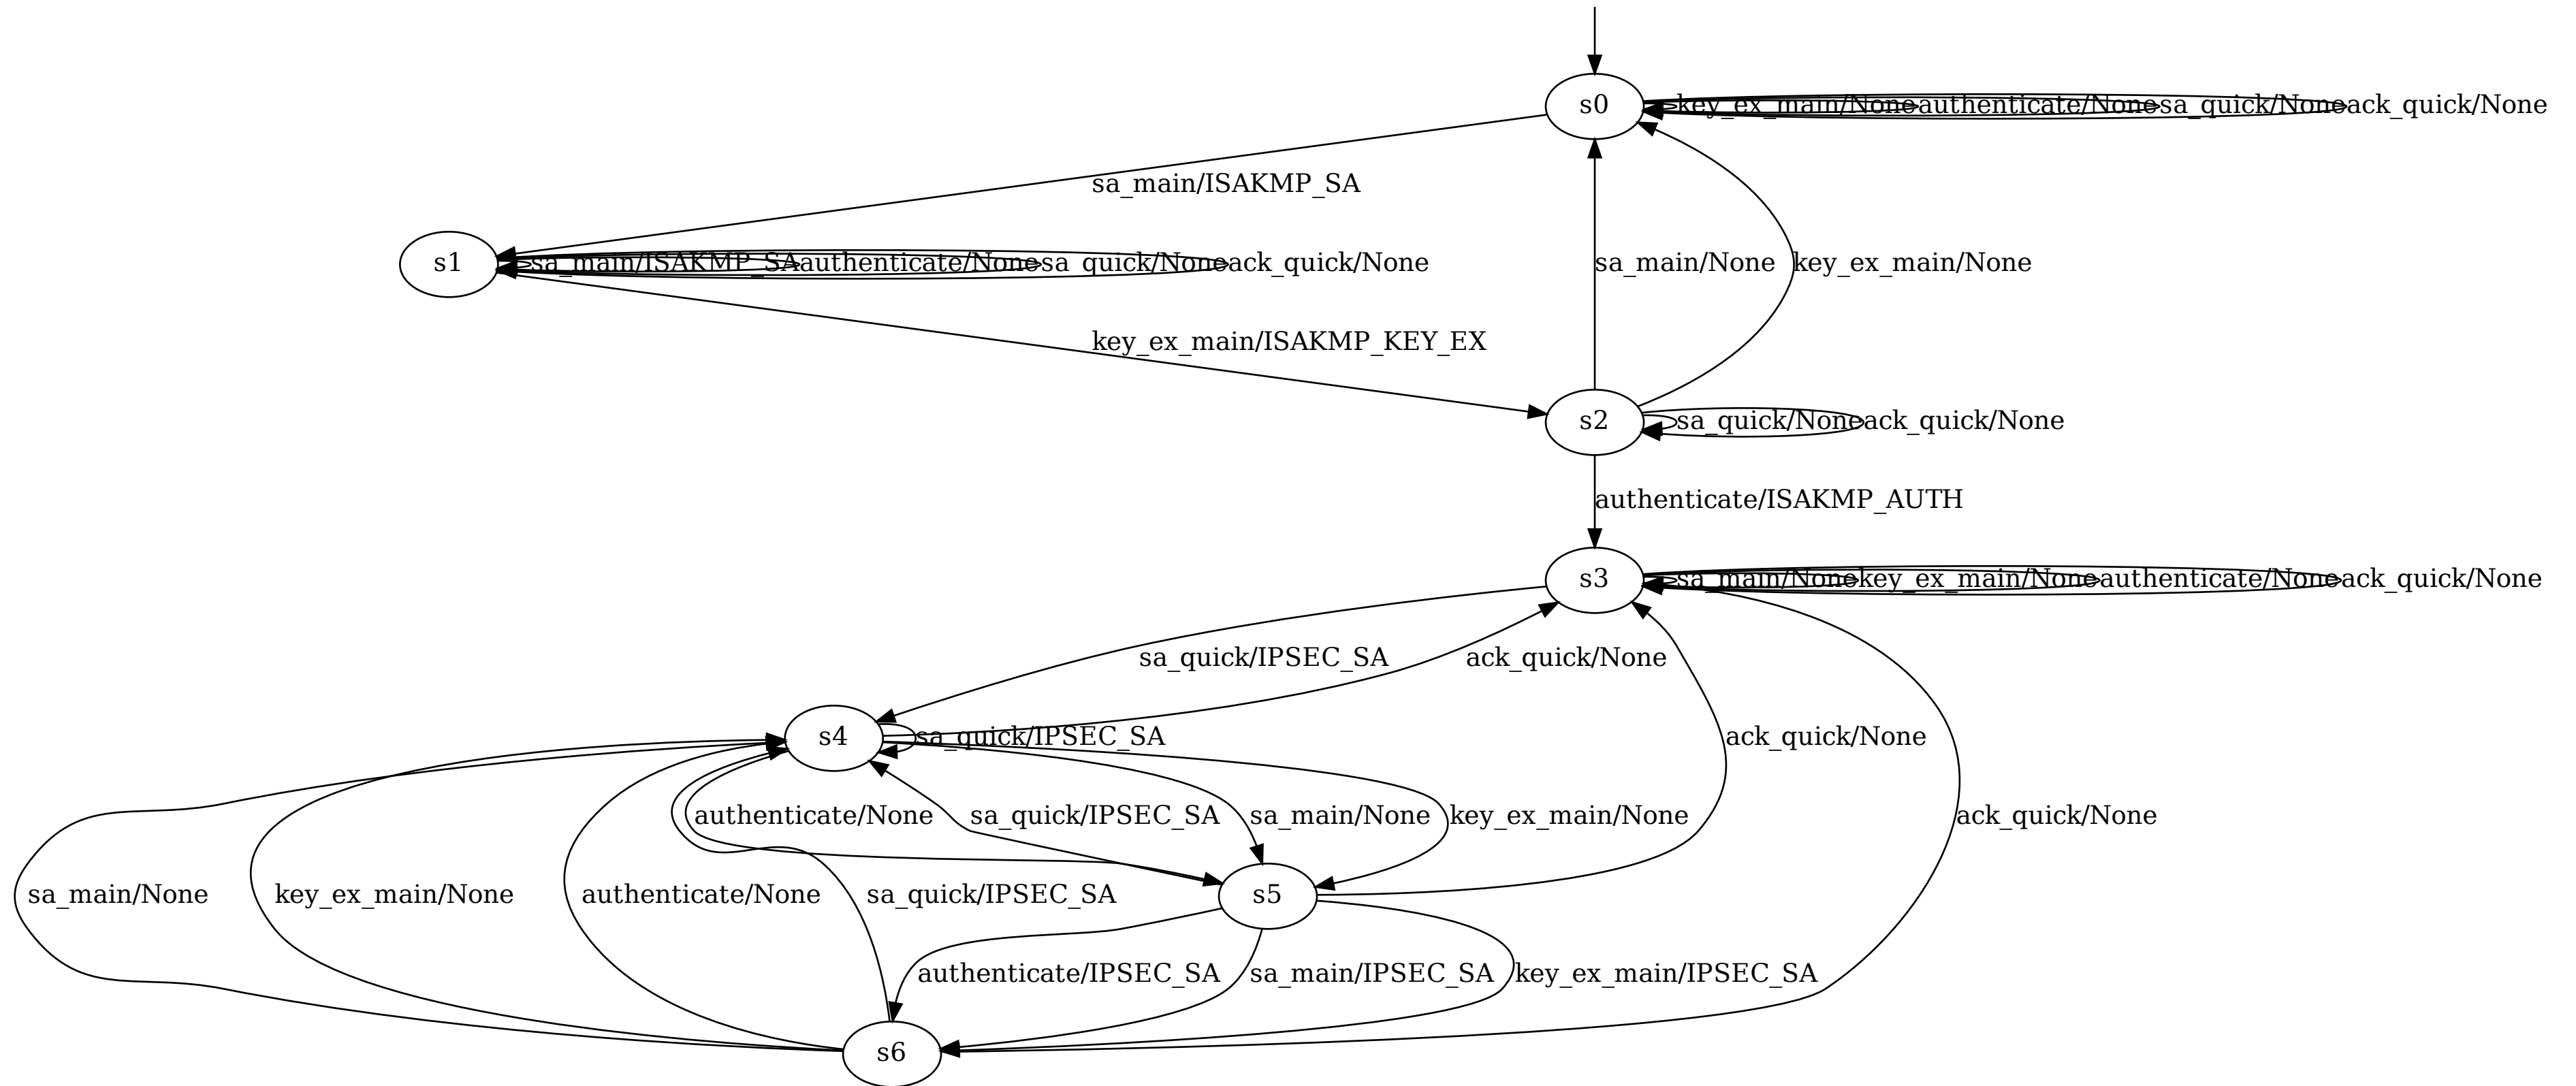 s0
key_ex_main/None
authenticate/None
sa_quick/None
ack_quick/None
sa_main/ISAKMP_SA
s1
sa_main/ISAKMP_SA
authenticate/None
sa_quick/None
ack_quick/None
sa_main/None
key_ex_main/None
key_ex_main/ISAKMP_KEY_EX
s2
sa_quick/None
ack_quick/None
authenticate/ISAKMP_AUTH
s3
sa_main/None
key_ex_main/None
authenticate/None
ack_quick/None
sa_quick/IPSEC_SA
ack_quick/None
s4
sa_quick/IPSEC_SA
ack_quick/None
authenticate/None
sa_quick/IPSEC_SA
sa_main/None
key_ex_main/None
ack_quick/None
sa_main/None
key_ex_main/None
authenticate/None
sa_quick/IPSEC_SA
s5
authenticate/IPSEC_SA
sa_main/IPSEC_SA
key_ex_main/IPSEC_SA
s6